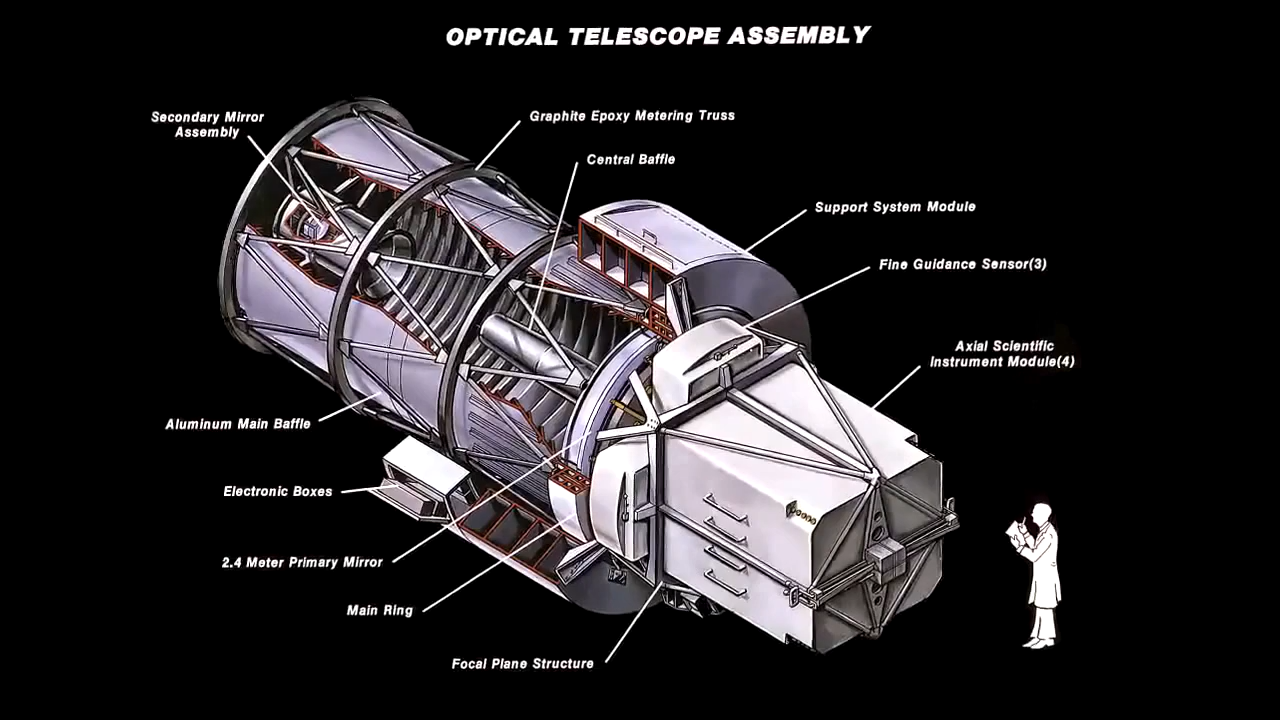 OPTICAL TELESCOPE ASSEMBLY
Secondary Mirror
Assembly
Graphite Epoxy Metering Truss
Central Baffle
Support System Module
Fine Guidance Sensor(3)
Axial Scientific
Instrument Module(4)
Aluminum Main Baffle
Electronic Boxes
2.4 Meter Primary Mirror
Main Ring
Focal Plane Structure